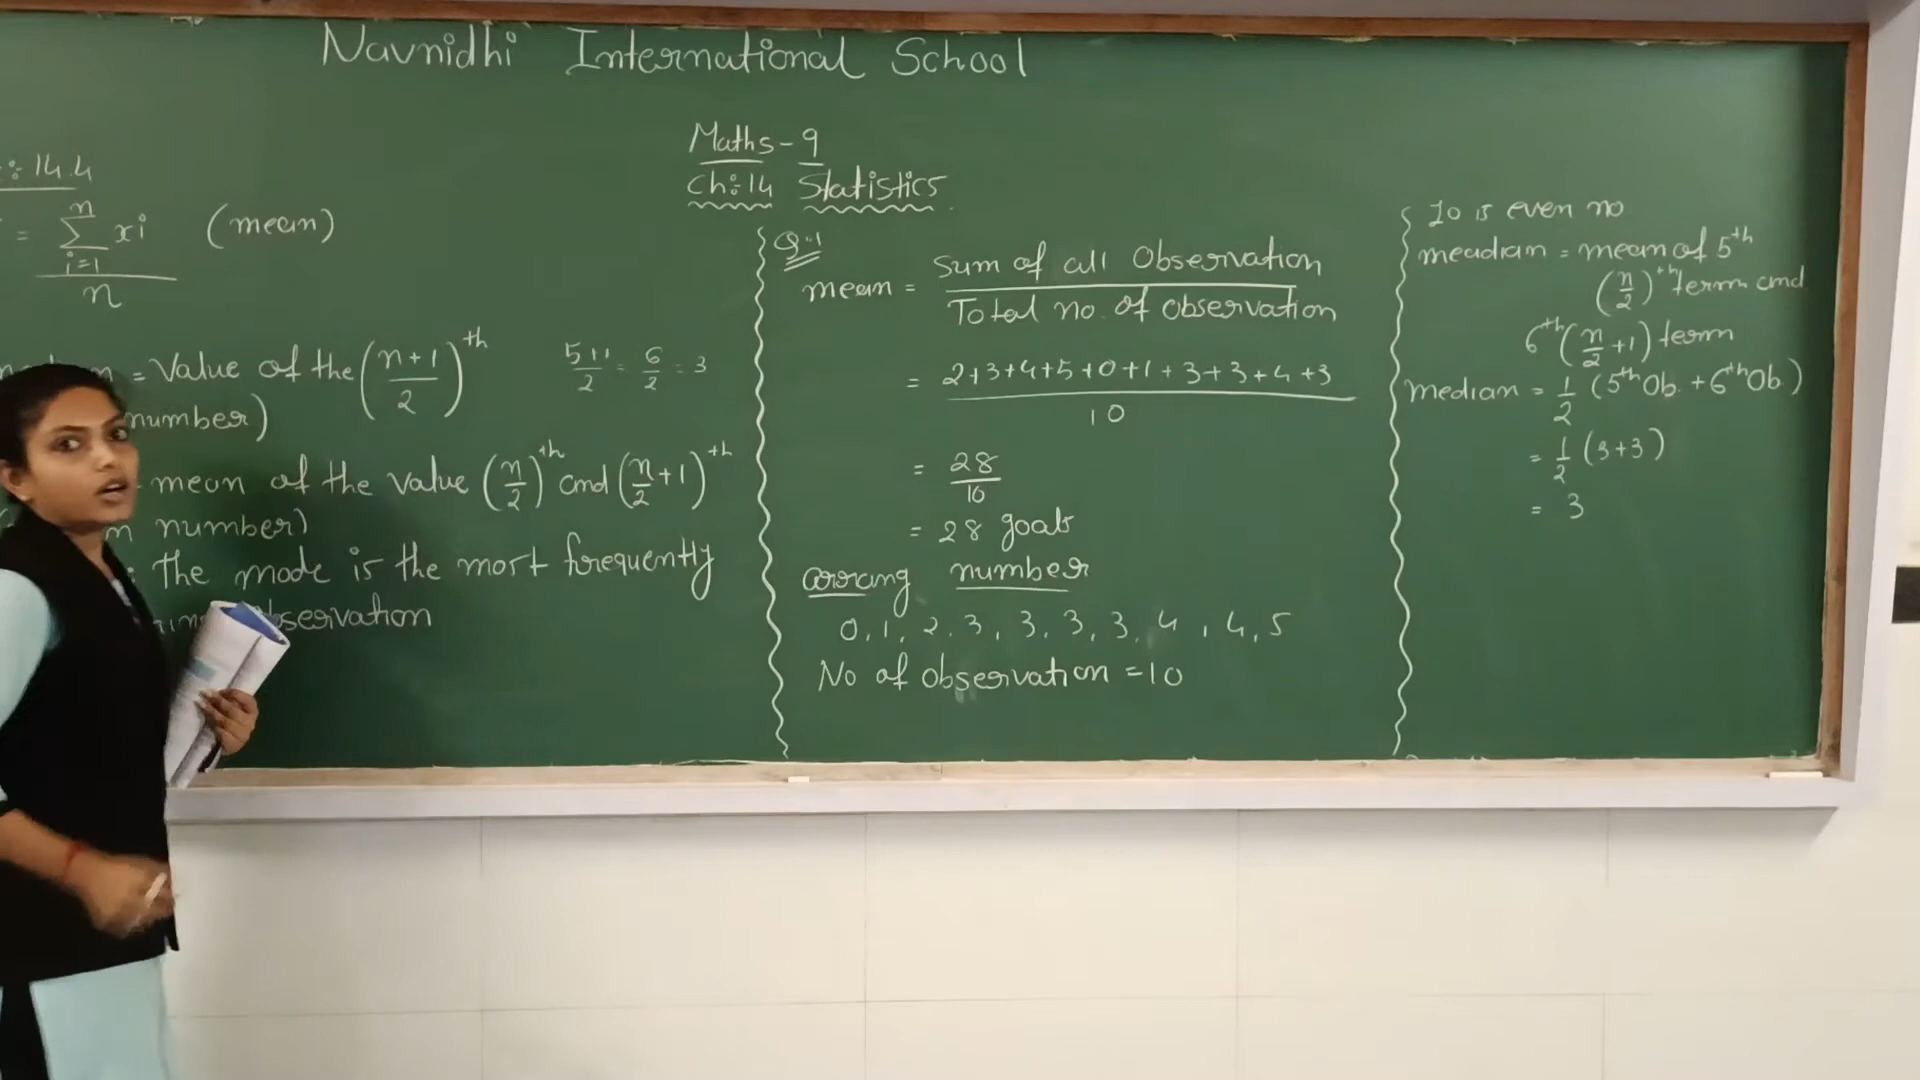 Navnidhi International School
Maths - 9
Ch:14 Statistics
: 14.4
= ∑ⁿᵢ₌₁ xi / n (mean)
= Value of the ((n+1)/2)^th
number)
5+1/2 = 6/2 = 3
mean of the value (n/2)^th and (n/2+1)^th
number)
: The mode is the most frequently
observation
Q.1
mean = Sum of all Observation / Total no of observation
= 2+3+4+5+0+1+3+3+4+3 / 10
= 28/10
= 28 goals
arrang number
0, 1, 2, 3, 3, 3, 3, 4, 4, 5
No of observation = 10
10 is even no
meadian = mean of 5th
(n/2)^th term and
6th (n/2+1) term
Median = 1/2 (5th Ob. + 6th Ob)
= 1/2 (3+3)
= 3